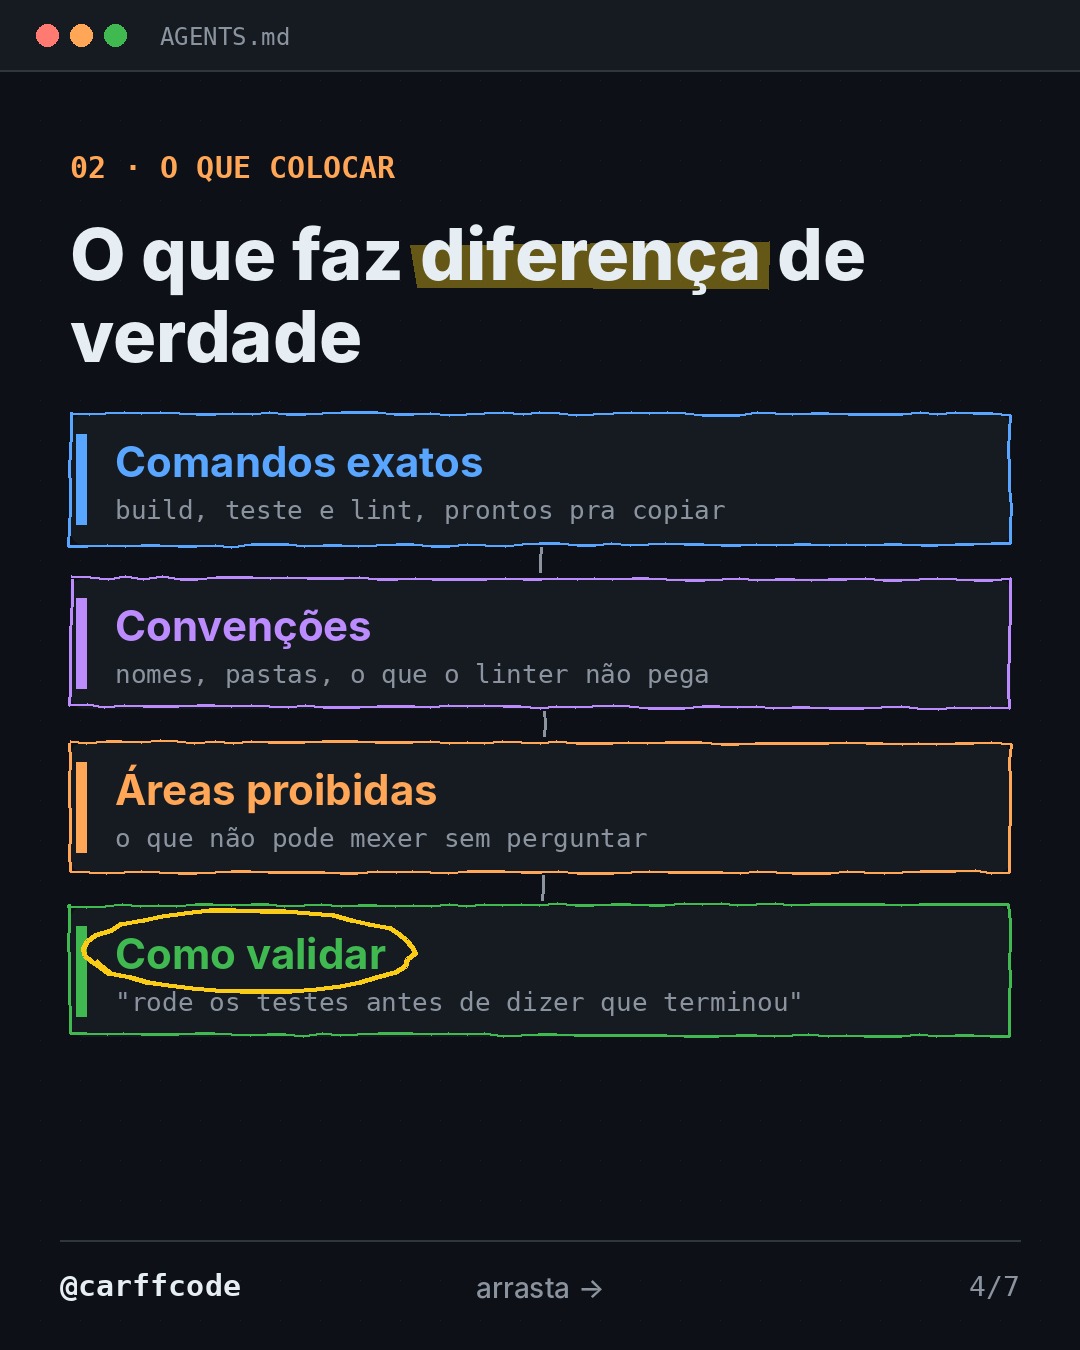 AGENTS.md
02 · O QUE COLOCAR
O que faz diferença de
verdade
Comandos exatos
build, teste e lint, prontos pra copiar
Convenções
nomes, pastas, o que o linter não pega
Áreas proibidas
o que não pode mexer sem perguntar
Como validar
"rode os testes antes de dizer que terminou"
@carffcode
arrasta →
4/7